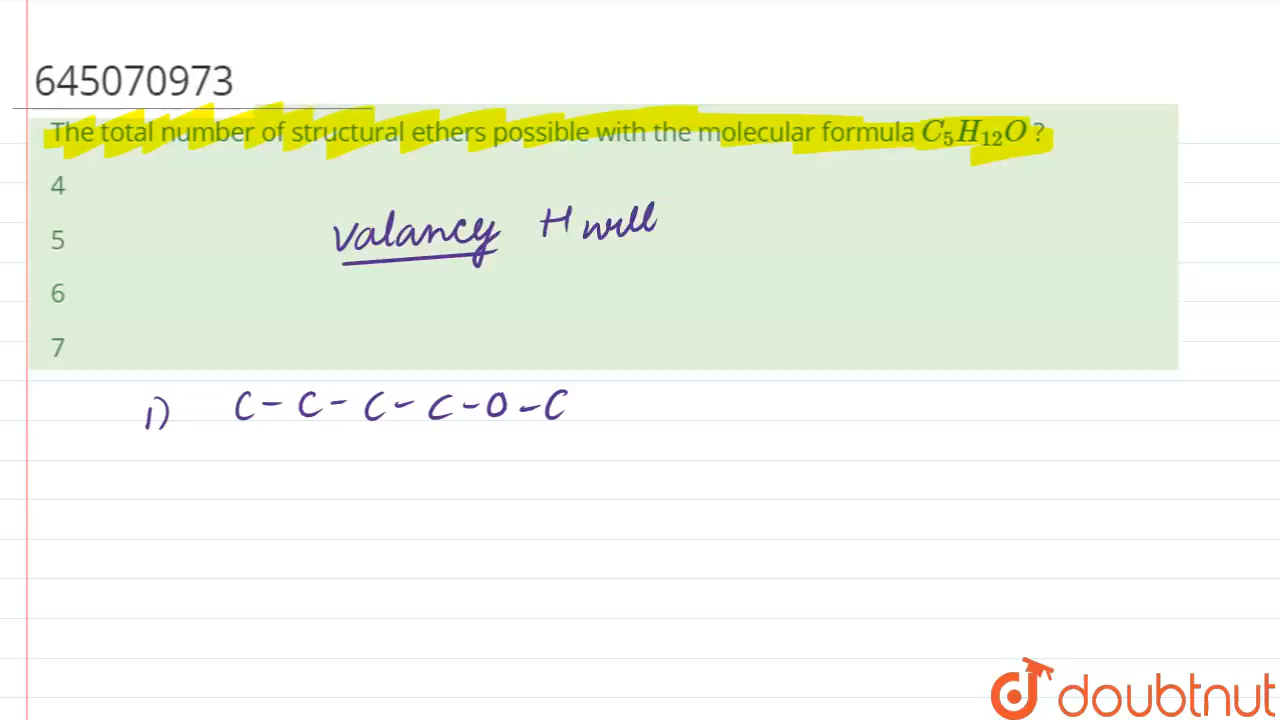 645070973
The total number of structural ethers possible with the molecular formula C₅H₁₂O ?
4
valancy H will
5
6
7
1) C - C - C - C - O - C
doubtnut